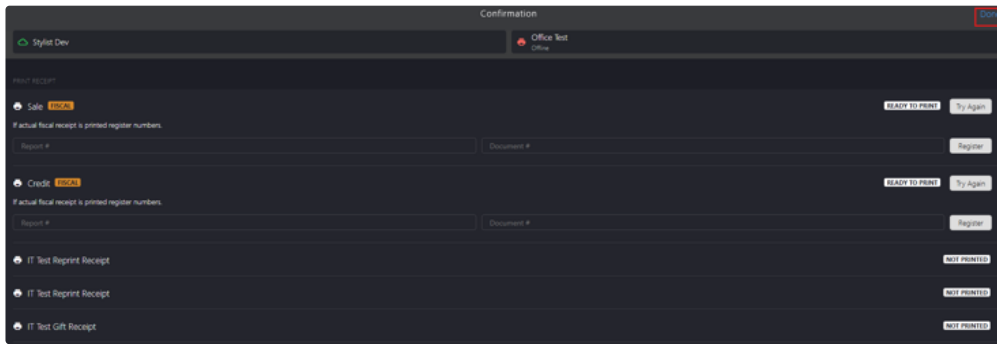 Confirmation
Don
Stylist Dev
Office Test
Offline
PRINT RECEIPT
Sale FISCAL READY TO PRINT Try Again
If actual fiscal receipt is printed register numbers.
Report # Document # Register
Credit FISCAL READY TO PRINT Try Again
If actual fiscal receipt is printed register numbers.
Report # Document # Register
IT Test Reprint Receipt NOT PRINTED
IT Test Reprint Receipt NOT PRINTED
IT Test Gift Receipt NOT PRINTED